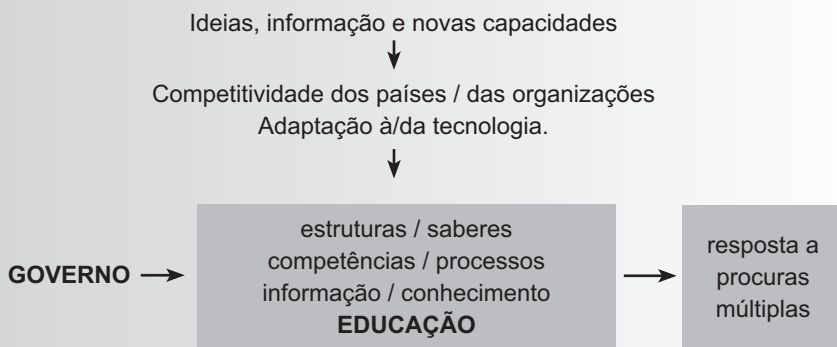 Ideias, informação e novas capacidades
Competitividade dos países / das organizações
Adaptação à/da tecnologia.
estruturas / saberes
competências / processos
informação / conhecimento
EDUCAÇÃO
GOVERNO
resposta a
procuras
múltiplas